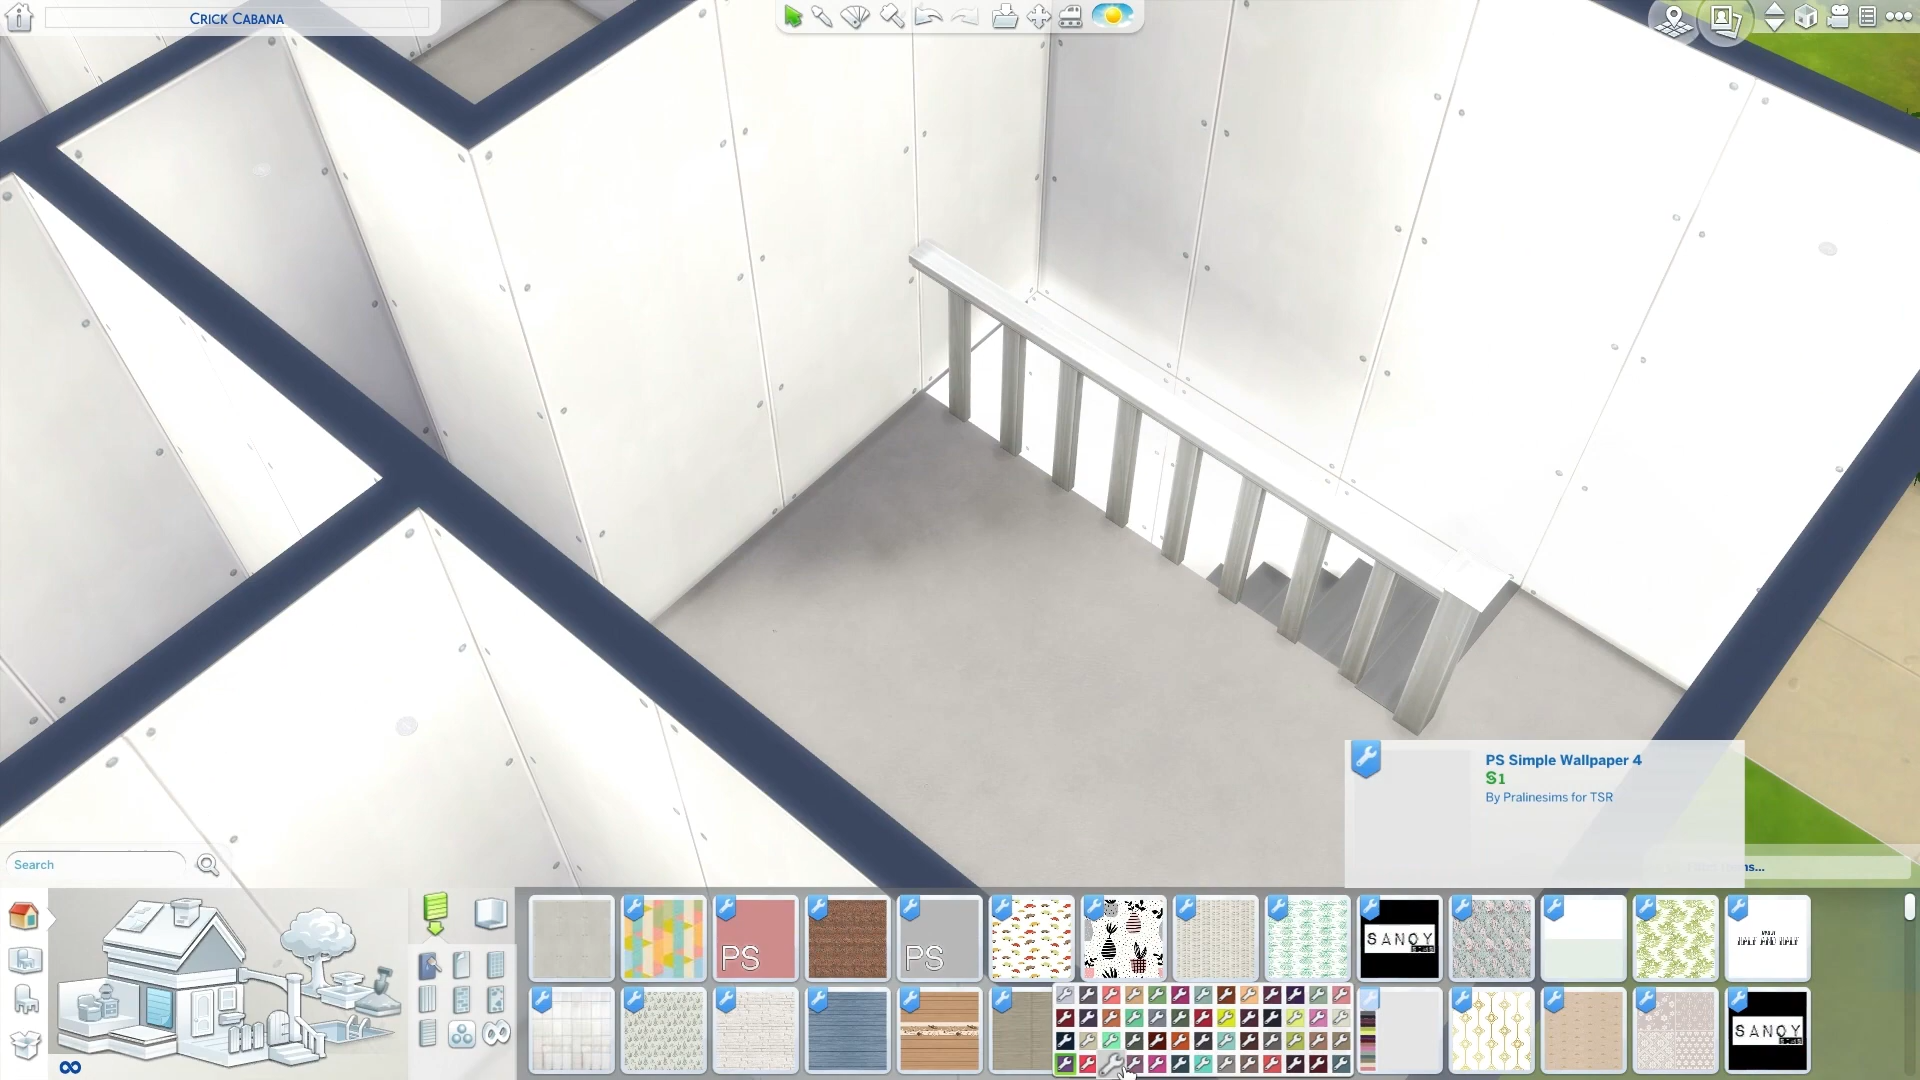 CRICK CABANA
PS Simple Wallpaper 4
§1
By Pralinesims for TSR
Search
PS
PS
SANOY
SANOY